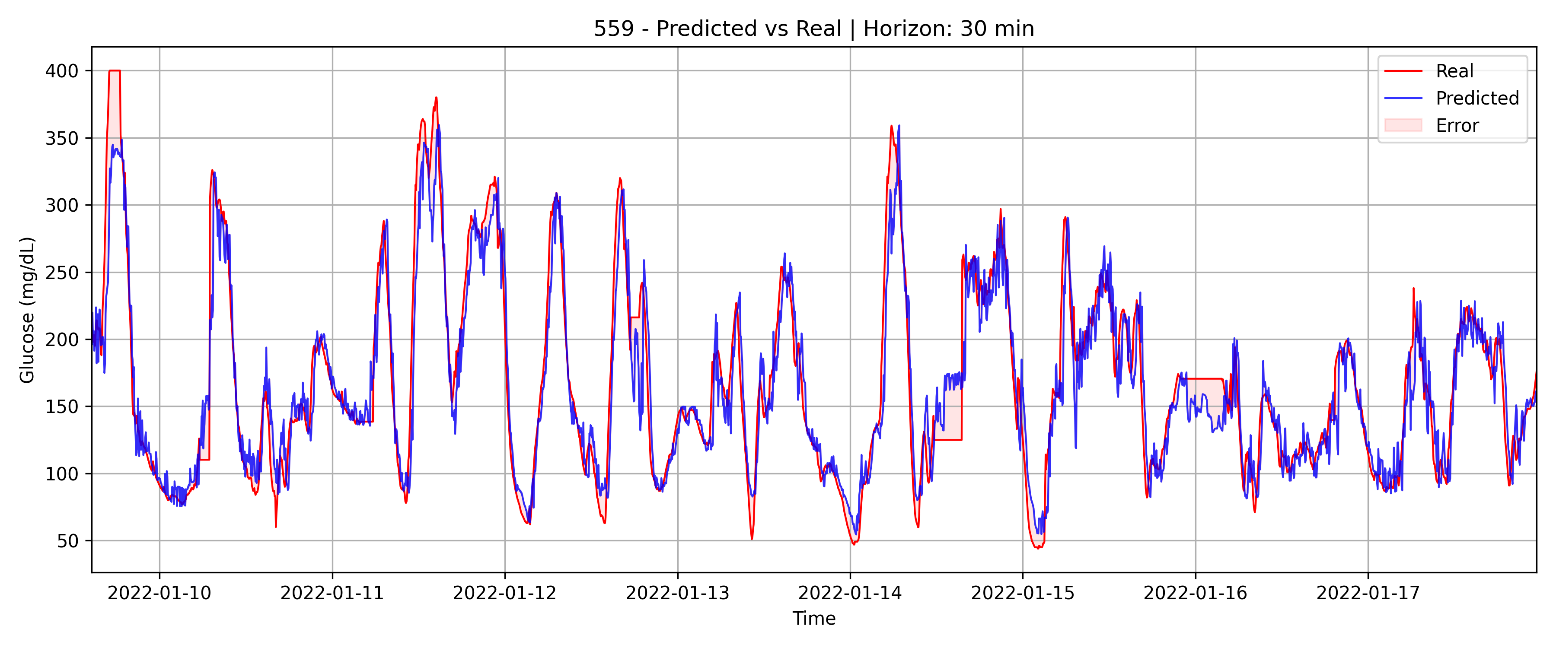 559 - Predicted vs Real | Horizon: 30 min
Real
Predicted
Error
Glucose (mg/dL)
400
350
300
250
200
150
100
50
2022-01-10 2022-01-11 2022-01-12 2022-01-13 2022-01-14 2022-01-15 2022-01-16 2022-01-17
Time